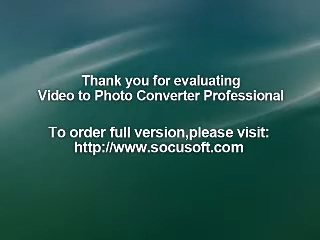 Thank you for evaluating
Video to Photo Converter Professional
To order full version,please visit:
http://www.socusoft.com